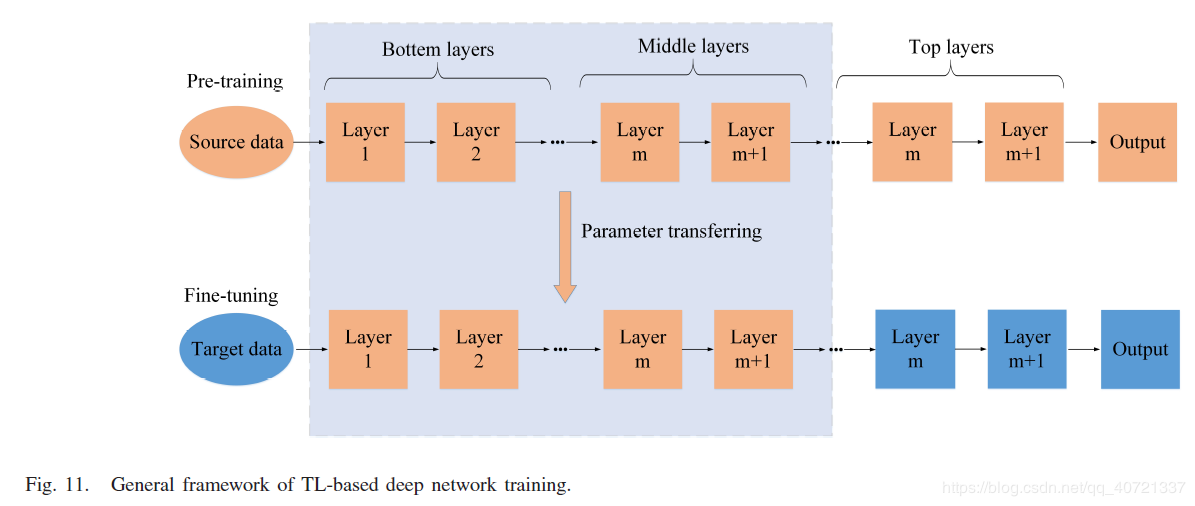 Bottem layers
Middle layers
Top layers
Pre-training
Source data
Layer
1
Layer
2
...
Layer
m
Layer
m+1
...
Layer
m
Layer
m+1
Output
Parameter transferring
Fine-tuning
Target data
Layer
1
Layer
2
...
Layer
m
Layer
m+1
...
Layer
m
Layer
m+1
Output
Fig. 11. General framework of TL-based deep network training.
https://blog.csdn.net/qq_40721337